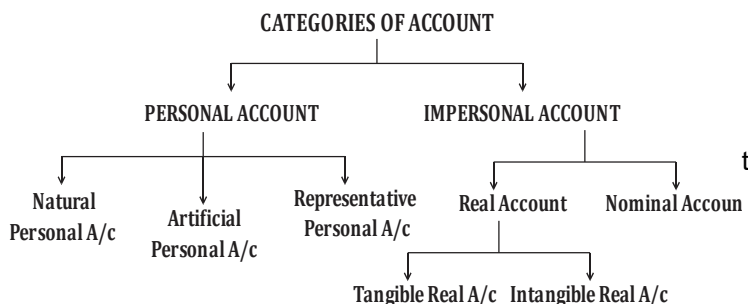 CATEGORIES OF ACCOUNT
PERSONAL ACCOUNT IMPERSONAL ACCOUNT
Natural
Personal A/c
Artificial
Personal A/c
Representative
Personal A/c
Real Account
Nominal Accoun
t
Tangible Real A/c Intangible Real A/c